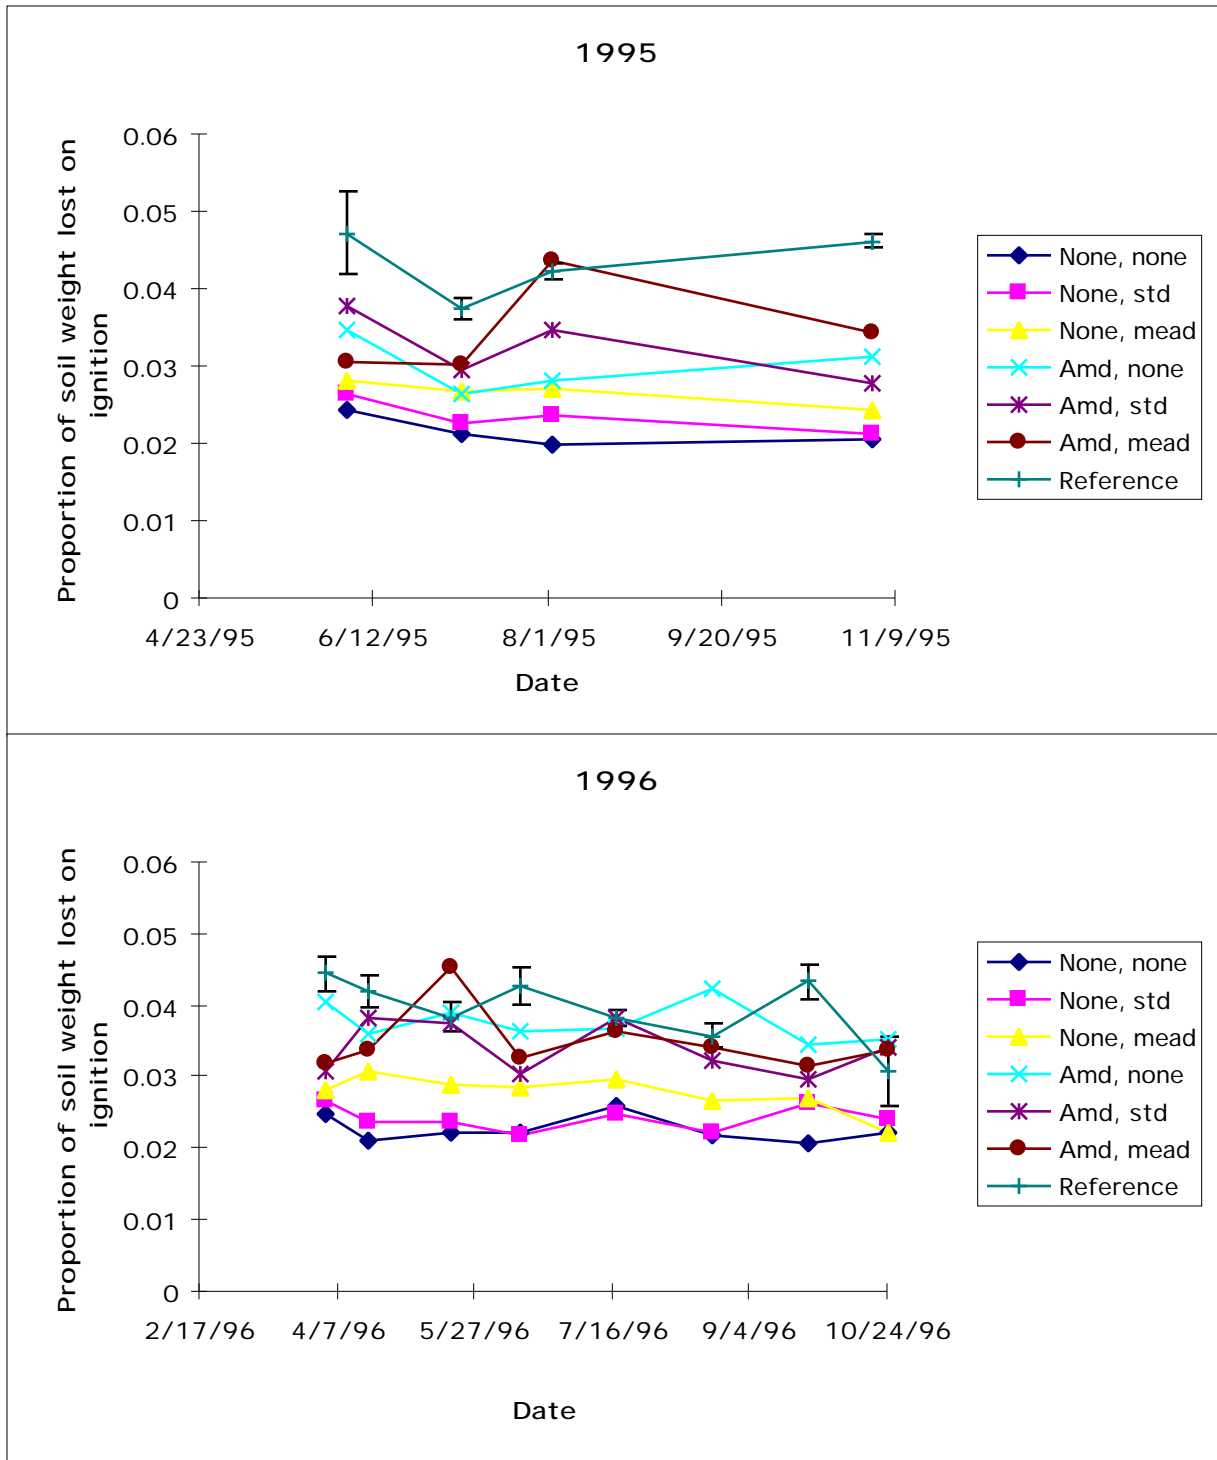 1995
Proportion of soil weight lost on
ignition
0.06
0.05
0.04
0.03
0.02
0.01
0
4/23/95 6/12/95 8/1/95 9/20/95 11/9/95
Date
None, none
None, std
None, mead
Amd, none
Amd, std
Amd, mead
Reference
1996
Proportion of soil weight lost on
ignition
0.06
0.05
0.04
0.03
0.02
0.01
0
2/17/96 4/7/96 5/27/96 7/16/96 9/4/96 10/24/96
Date
None, none
None, std
None, mead
Amd, none
Amd, std
Amd, mead
Reference